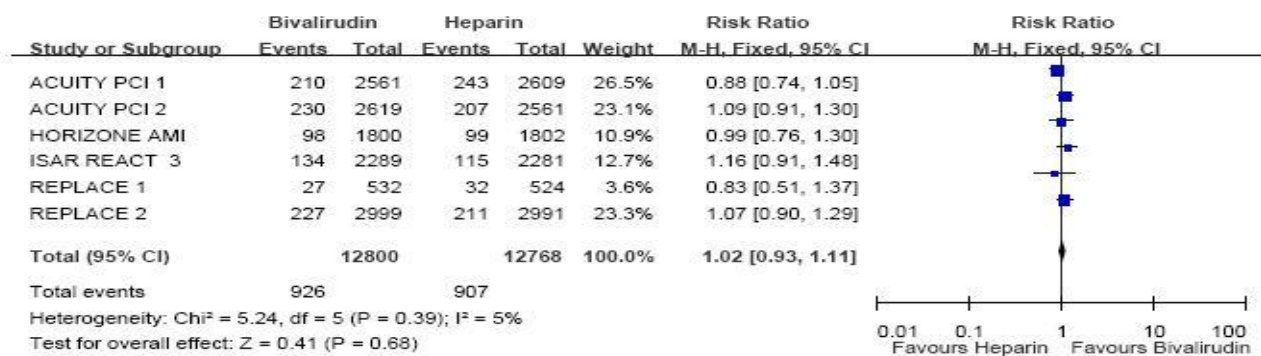 Bivalirudin Heparin Risk Ratio Risk Ratio
Study or Subgroup Events Total Events Total Weight M-H, Fixed, 95% CI M-H, Fixed, 95% CI
ACUITY PCI 1 210 2561 243 2609 26.5% 0.88 [0.74, 1.05]
ACUITY PCI 2 230 2619 207 2561 23.1% 1.09 [0.91, 1.30]
HORIZONE AMI 98 1800 99 1802 10.9% 0.99 [0.76, 1.30]
ISAR REACT 3 134 2289 115 2281 12.7% 1.16 [0.91, 1.48]
REPLACE 1 27 532 32 524 3.6% 0.83 [0.51, 1.37]
REPLACE 2 227 2999 211 2991 23.3% 1.07 [0.90, 1.29]
Total (95% CI) 12800 12768 100.0% 1.02 [0.93, 1.11]
Total events 926 907
Heterogeneity: Chi² = 5.24, df = 5 (P = 0.39); I² = 5%
Test for overall effect: Z = 0.41 (P = 0.68)
0.01 0.1 1 10 100
Favours Heparin Favours Bivalirudin